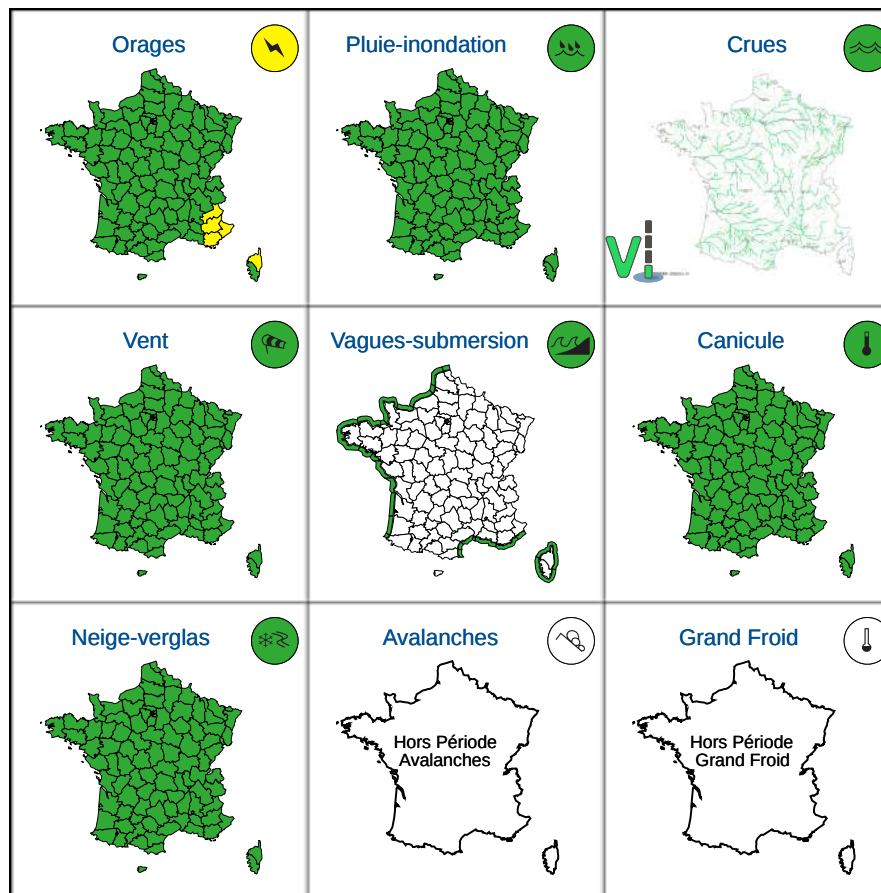 Orages
Pluie-inondation
Crues
Vent
Vagues-submersion
Canicule
Neige-verglas
Avalanches
Grand Froid
Hors Période
Avalanches
Hors Période
Grand Froid